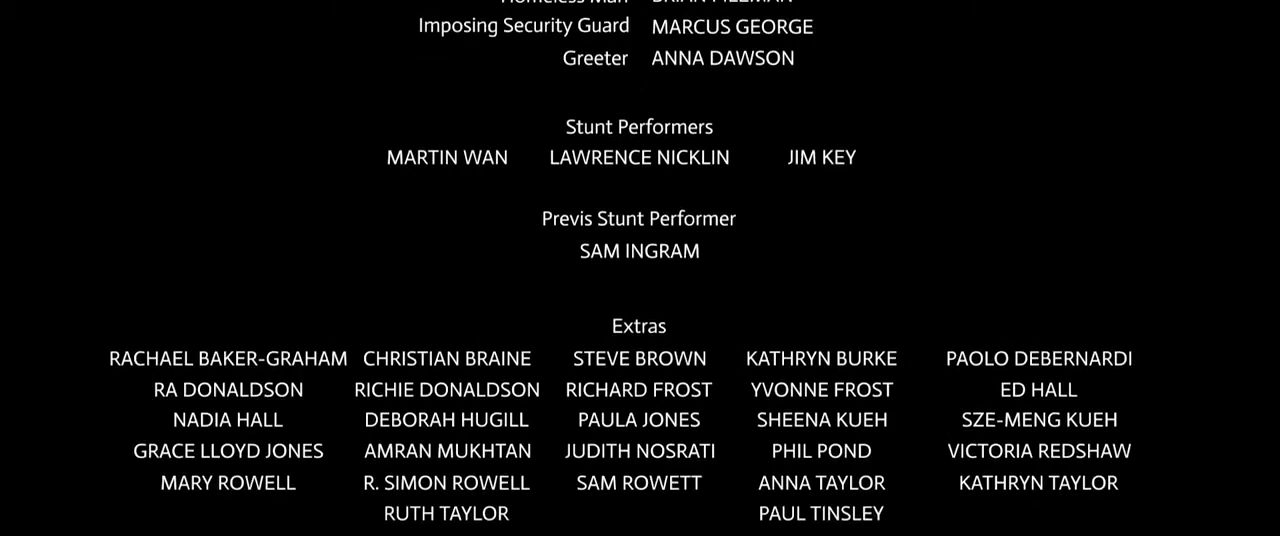 Imposing Security Guard MARCUS GEORGE
Greeter ANNA DAWSON
Stunt Performers
MARTIN WAN LAWRENCE NICKLIN JIM KEY
Previs Stunt Performer
SAM INGRAM
Extras
RACHAEL BAKER-GRAHAM CHRISTIAN BRAINE STEVE BROWN KATHRYN BURKE PAOLO DEBERNARDI
RA DONALDSON RICHIE DONALDSON RICHARD FROST YVONNE FROST ED HALL
NADIA HALL DEBORAH HUGILL PAULA JONES SHEENA KUEH SZE-MENG KUEH
GRACE LLOYD JONES AMRAN MUKHTAN JUDITH NOSRATI PHIL POND VICTORIA REDSHAW
MARY ROWELL R. SIMON ROWELL SAM ROWETT ANNA TAYLOR KATHRYN TAYLOR
RUTH TAYLOR PAUL TINSLEY